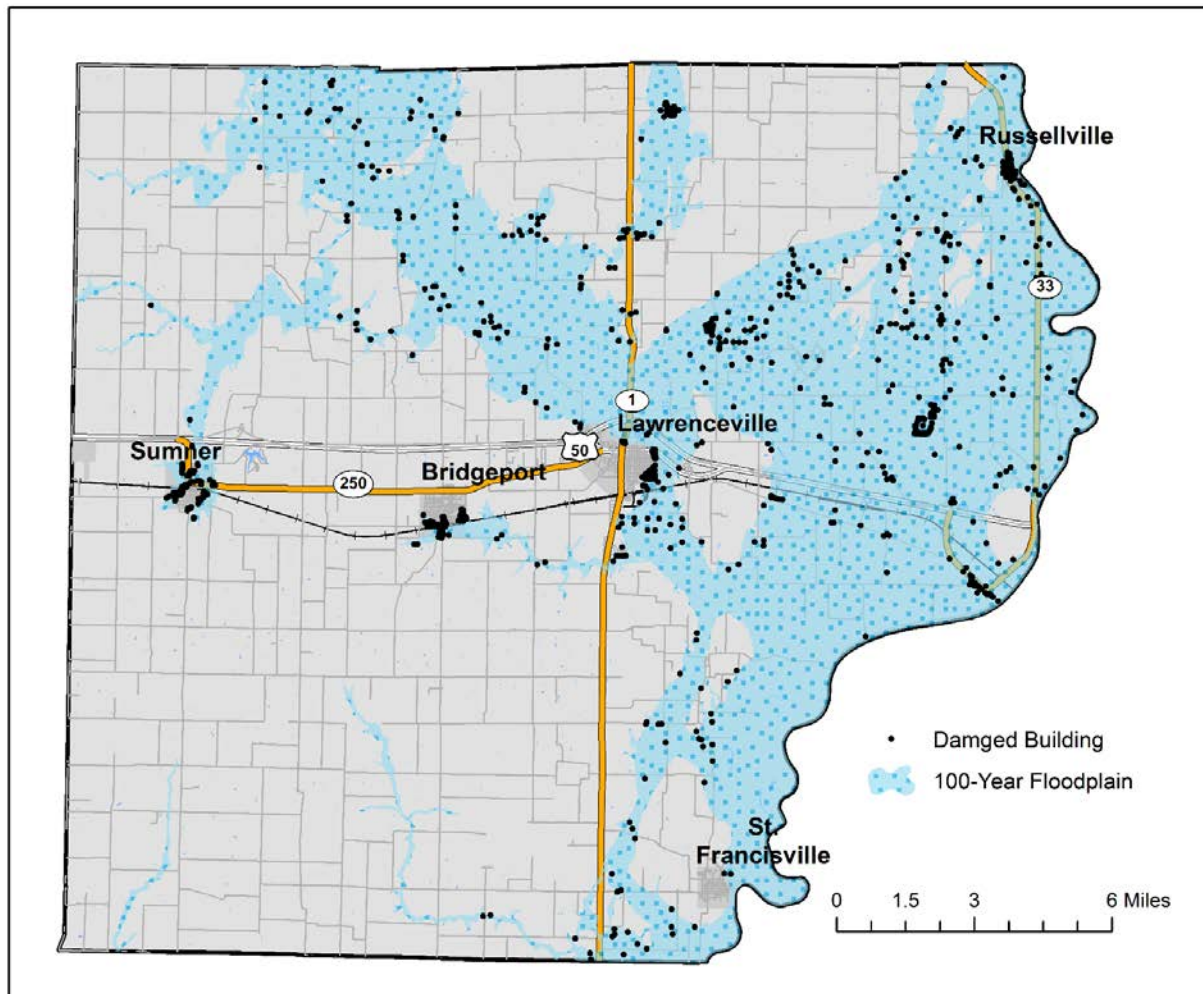 Russellville
33
1
Lawrenceville
Sumner
50
Bridgeport
250
Damged Building
100-Year Floodplain
St.
Francisville
0 1.5 3 6 Miles